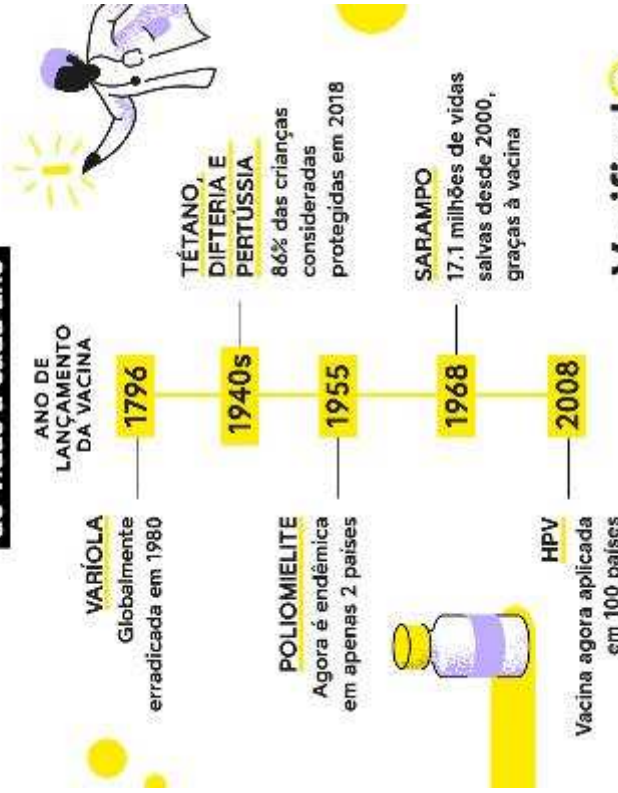 ANO DE
LANÇAMENTO
DA VACINA
1796
VARÍOLA
Globalmente
erradicada em 1980
1940s
TÉTANO,
DIFTERIA E
PERTÚSSIA
86% das crianças
consideradas
protegidas em 2018
1955
POLIOMIELITE
Agora é endêmica
em apenas 2 países
1968
SARAMPO
17.1 milhões de vidas
salvas desde 2000,
graças à vacina
2008
HPV
Vacina agora aplicada
em 100 países